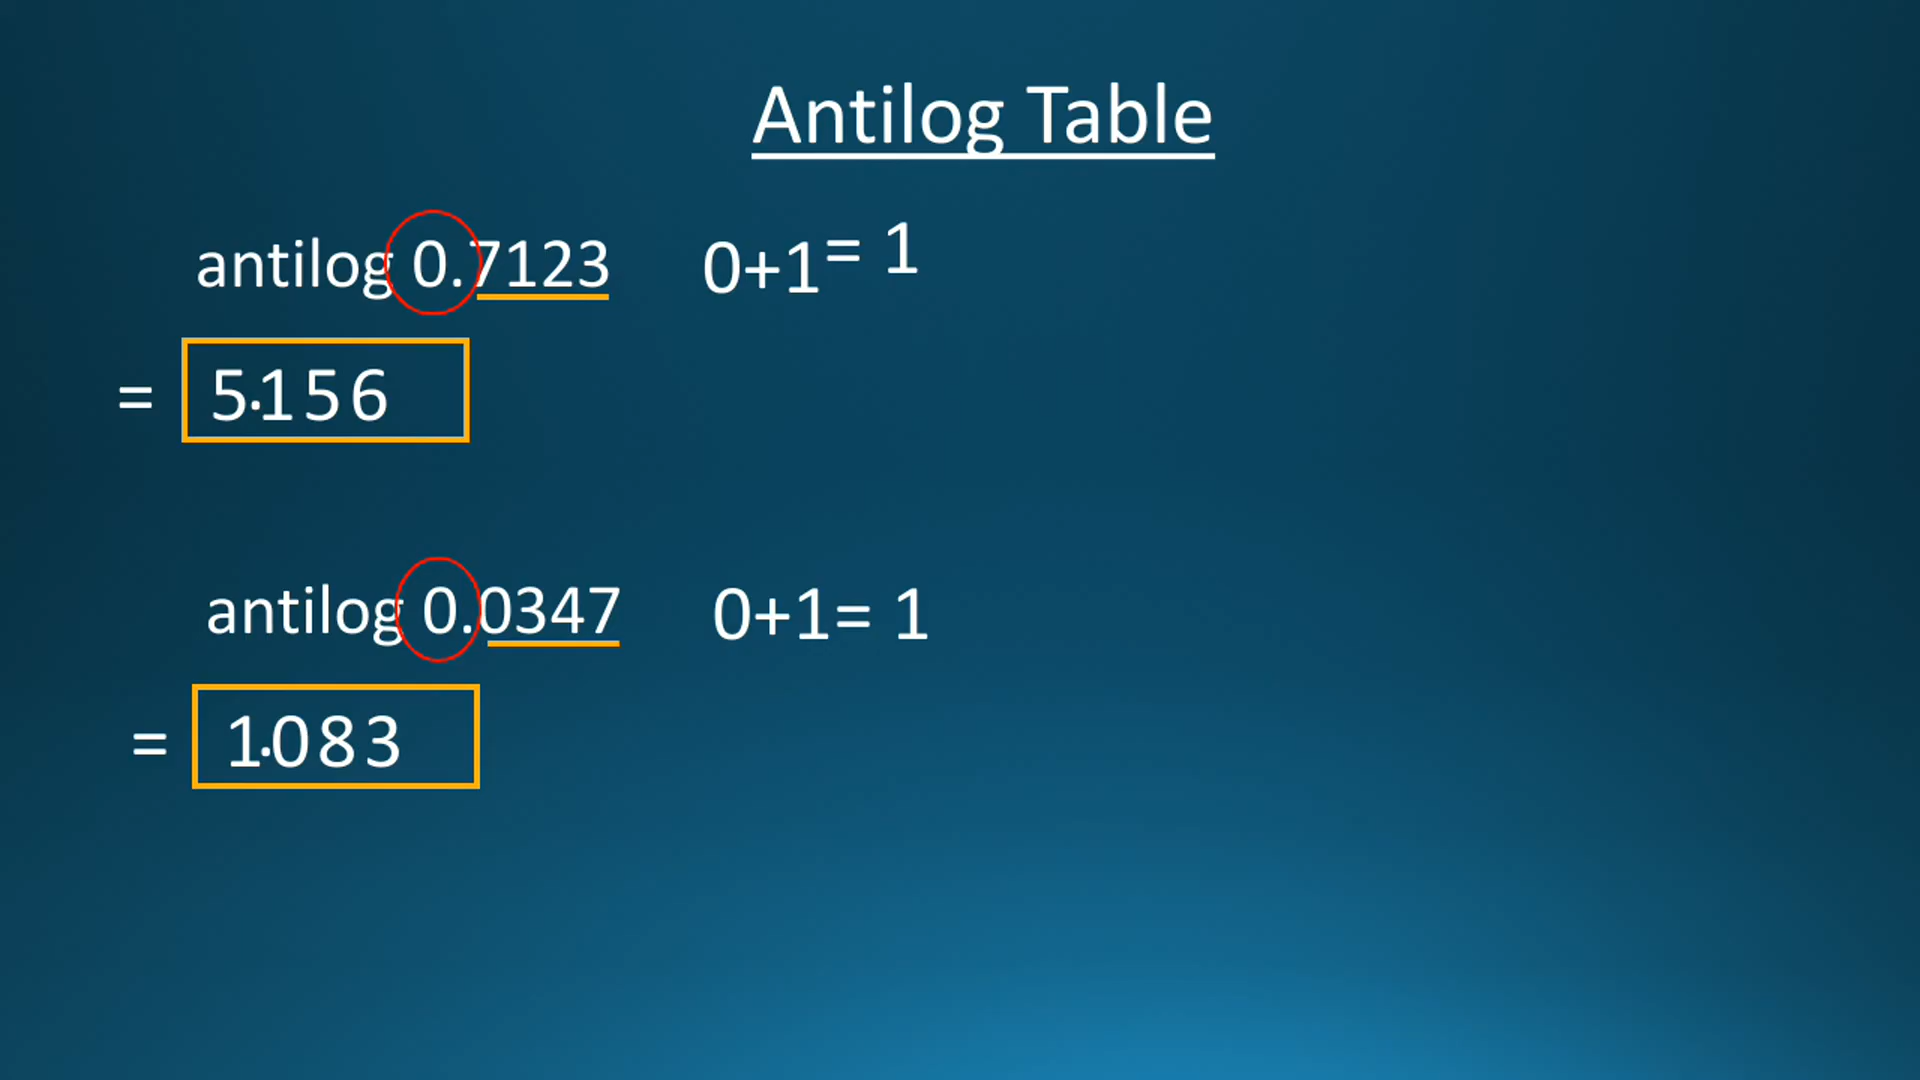 Antilog Table
antilog 0.7123 0+1= 1
= 5.156
antilog 0.0347 0+1= 1
= 1.083